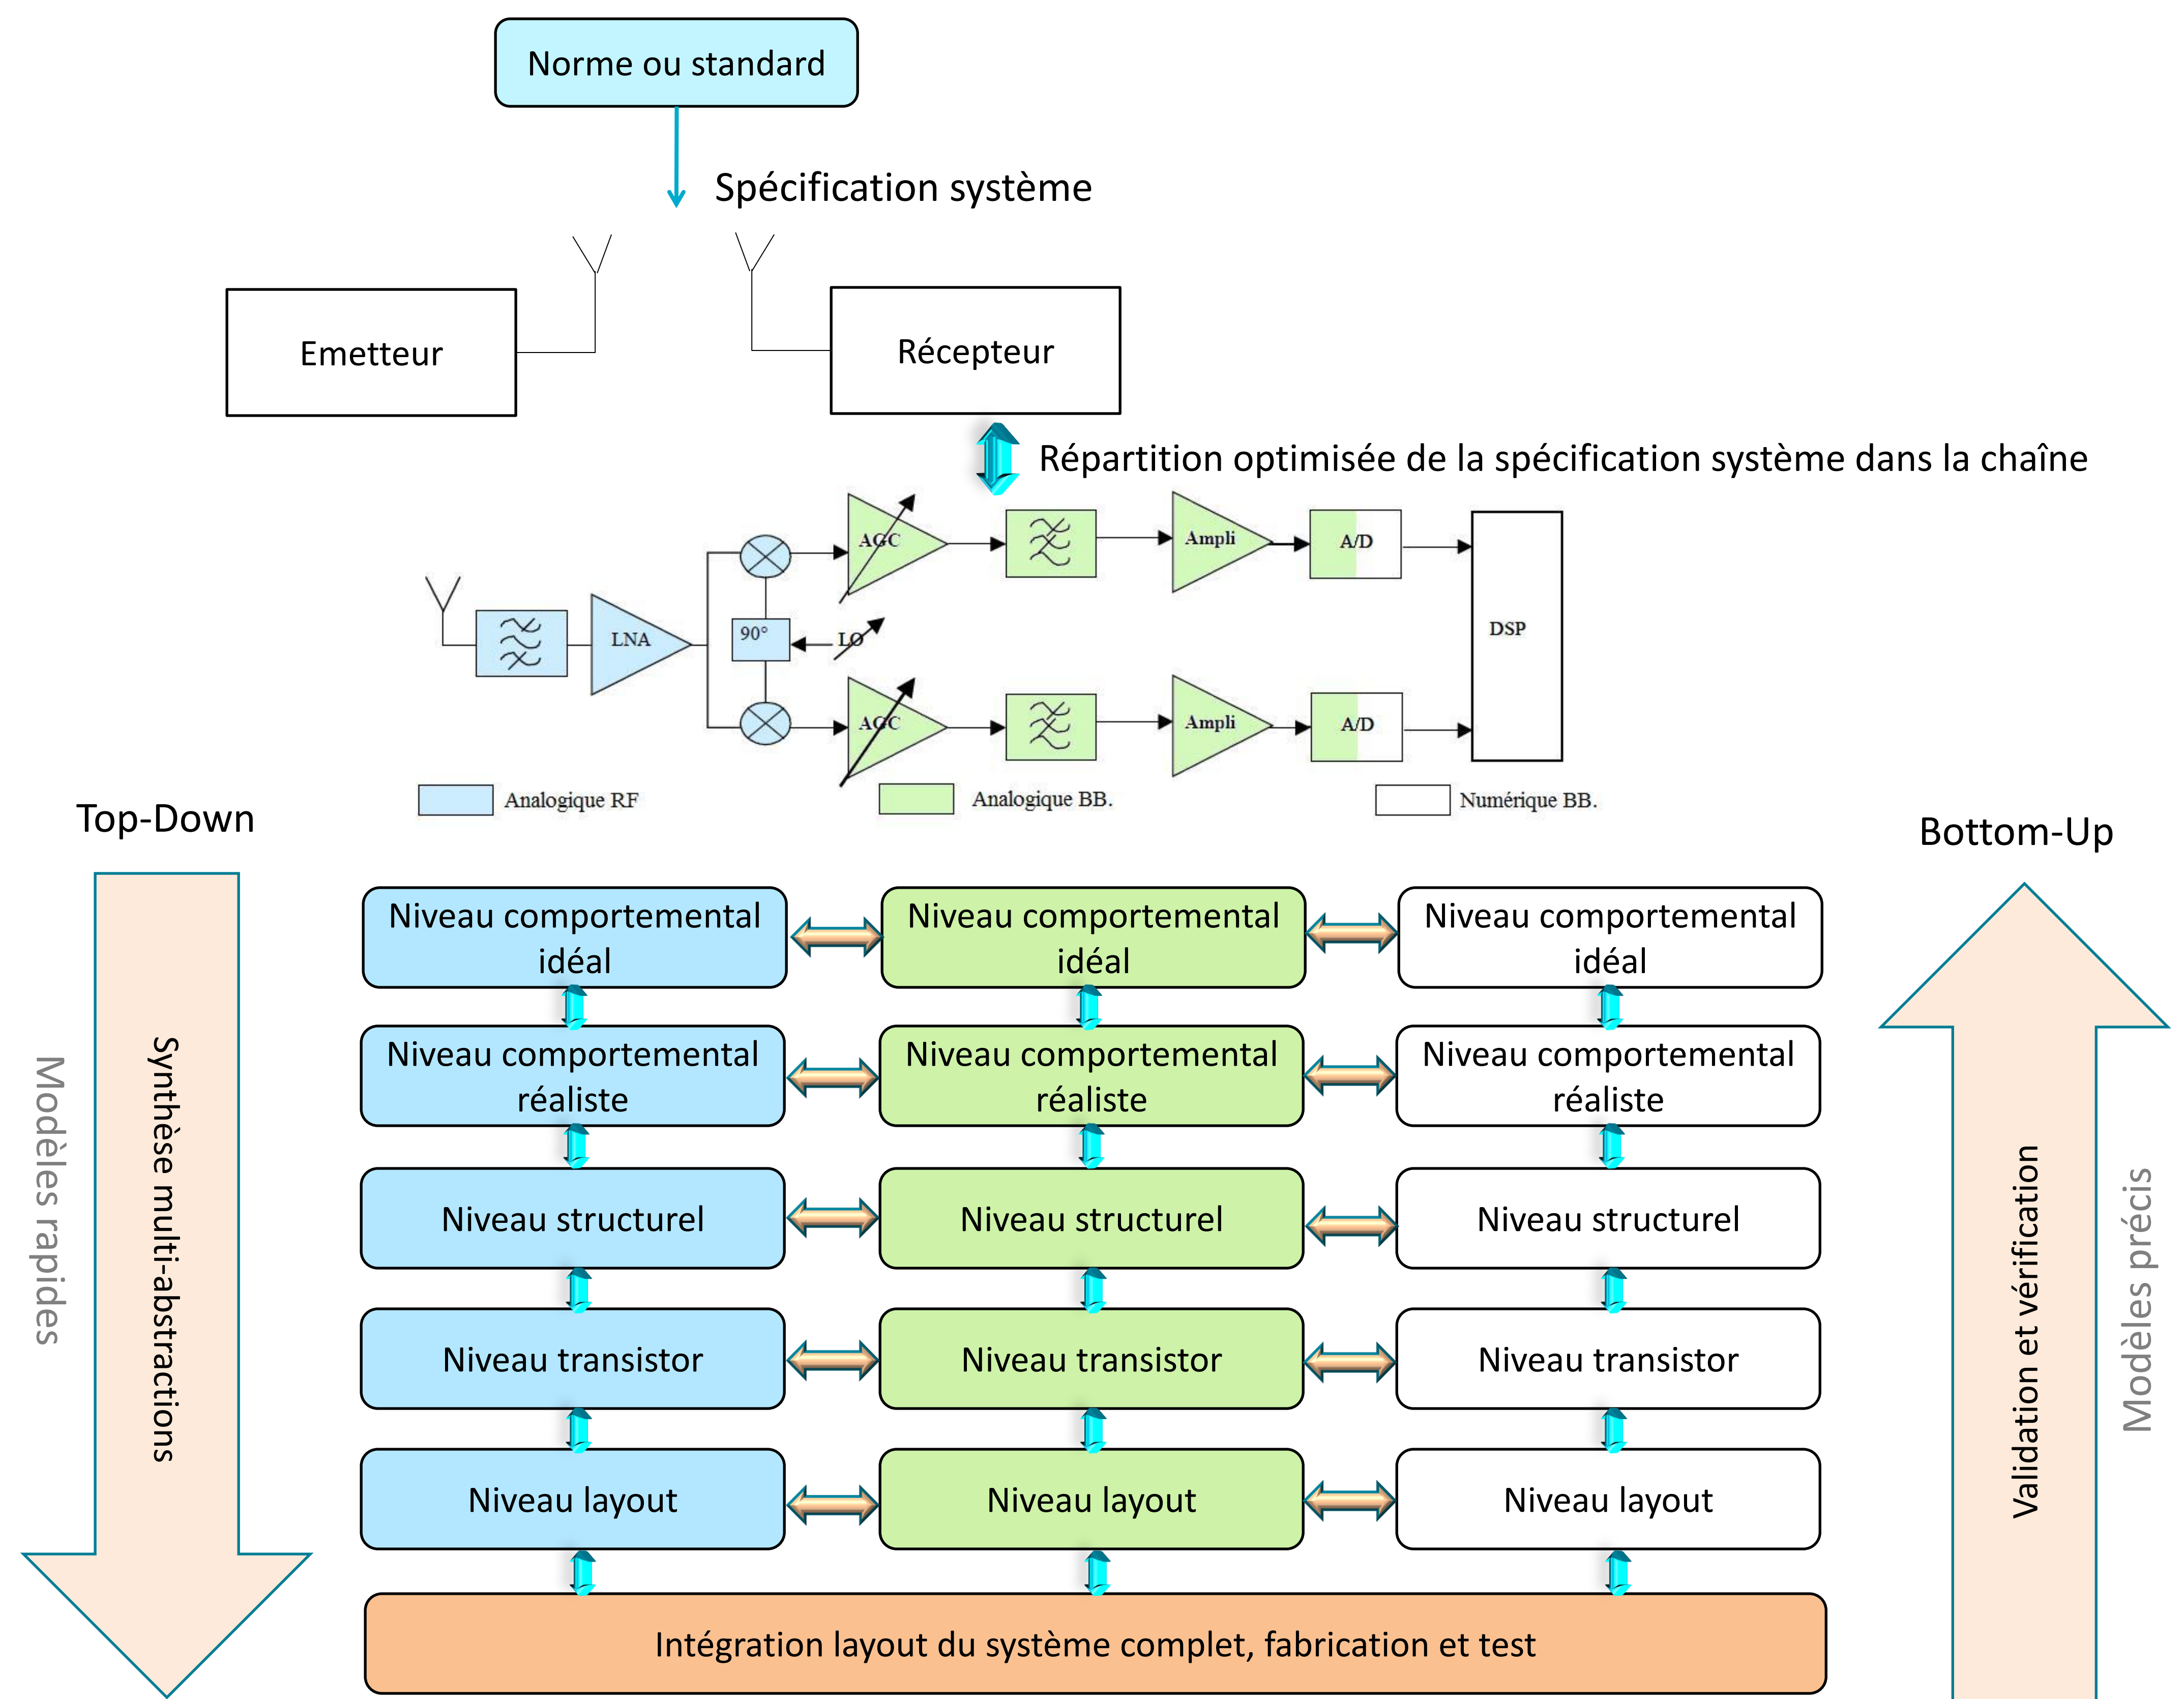 Norme ou standard
Spécification système
Emetteur
Récepteur
Répartition optimisée de la spécification système dans la chaîne
AGC
Ampli
A/D
LNA
90°
LO
DSP
AGC
Ampli
A/D
Analogique RF
Analogique BB.
Numérique BB.
Top-Down
Bottom-Up
Modèles rapides
Synthèse multi-abstractions
Niveau comportemental
idéal
Niveau comportemental
idéal
Niveau comportemental
idéal
Niveau comportemental
réaliste
Niveau comportemental
réaliste
Niveau comportemental
réaliste
Niveau structurel
Niveau structurel
Niveau structurel
Niveau transistor
Niveau transistor
Niveau transistor
Niveau layout
Niveau layout
Niveau layout
Intégration layout du système complet, fabrication et test
Validation et vérification
Modèles précis